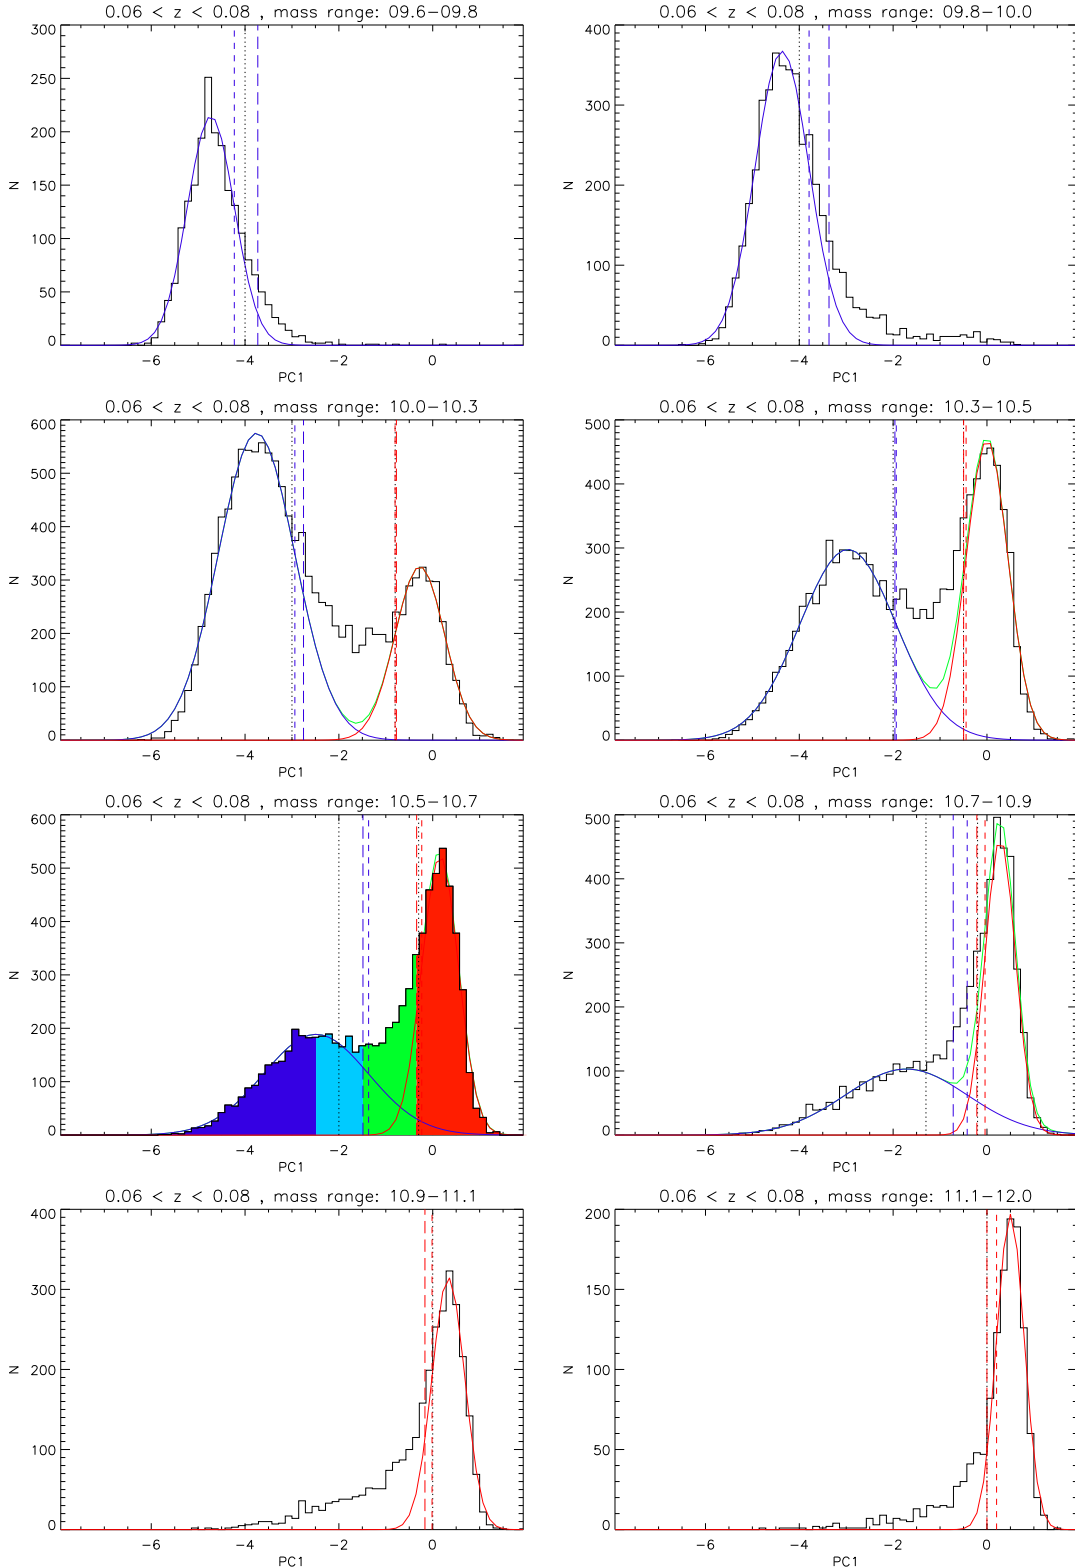 0.06 < z < 0.08 , mass range: 09.6−09.8
300
250
200
150
100
50
0
N
−6 −4 −2 0
PC1
0.06 < z < 0.08 , mass range: 09.8−10.0
400
300
200
100
0
N
−6 −4 −2 0
PC1
0.06 < z < 0.08 , mass range: 10.0−10.3
600
500
400
300
200
100
0
N
−6 −4 −2 0
PC1
0.06 < z < 0.08 , mass range: 10.3−10.5
500
400
300
200
100
0
N
−6 −4 −2 0
PC1
0.06 < z < 0.08 , mass range: 10.5−10.7
600
500
400
300
200
100
0
N
−6 −4 −2 0
PC1
0.06 < z < 0.08 , mass range: 10.7−10.9
500
400
300
200
100
0
N
−6 −4 −2 0
PC1
0.06 < z < 0.08 , mass range: 10.9−11.1
400
300
200
100
0
N
−6 −4 −2 0
PC1
0.06 < z < 0.08 , mass range: 11.1−12.0
200
150
100
50
0
N
−6 −4 −2 0
PC1